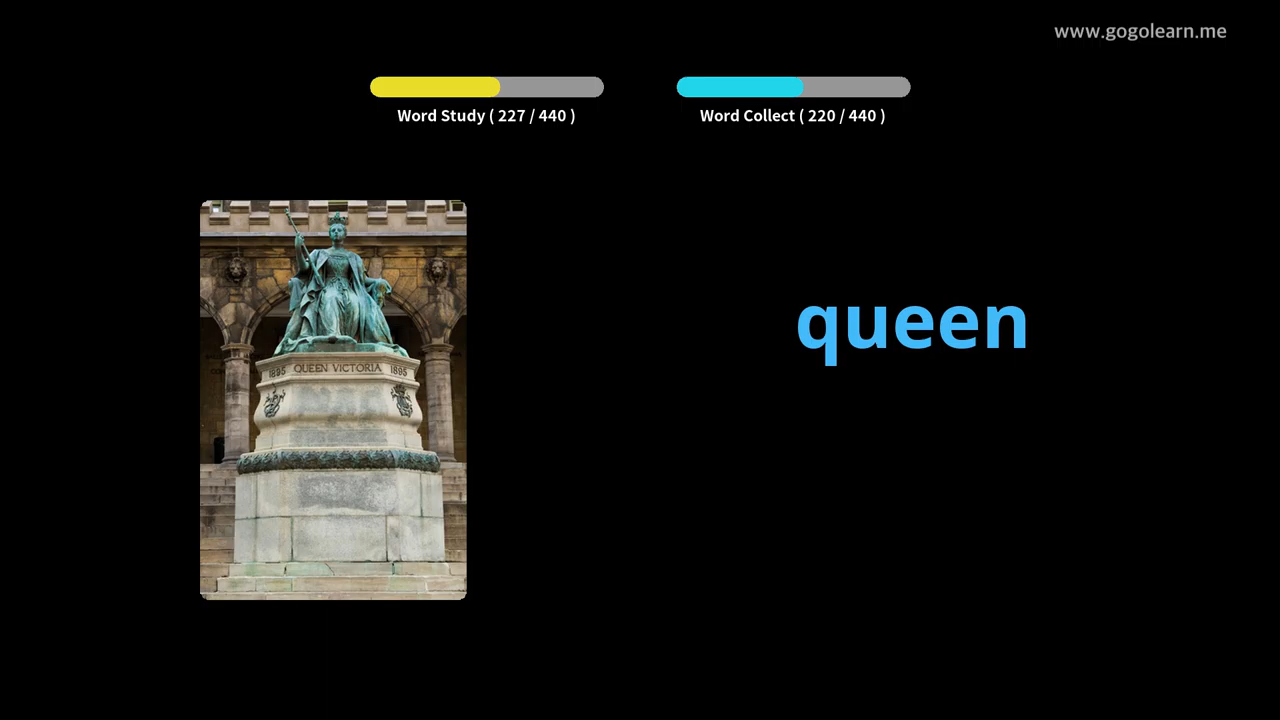 www.gogolearn.me
Word Study ( 227 / 440 )
Word Collect ( 220 / 440 )
1895 QUEEN VICTORIA 1895
queen